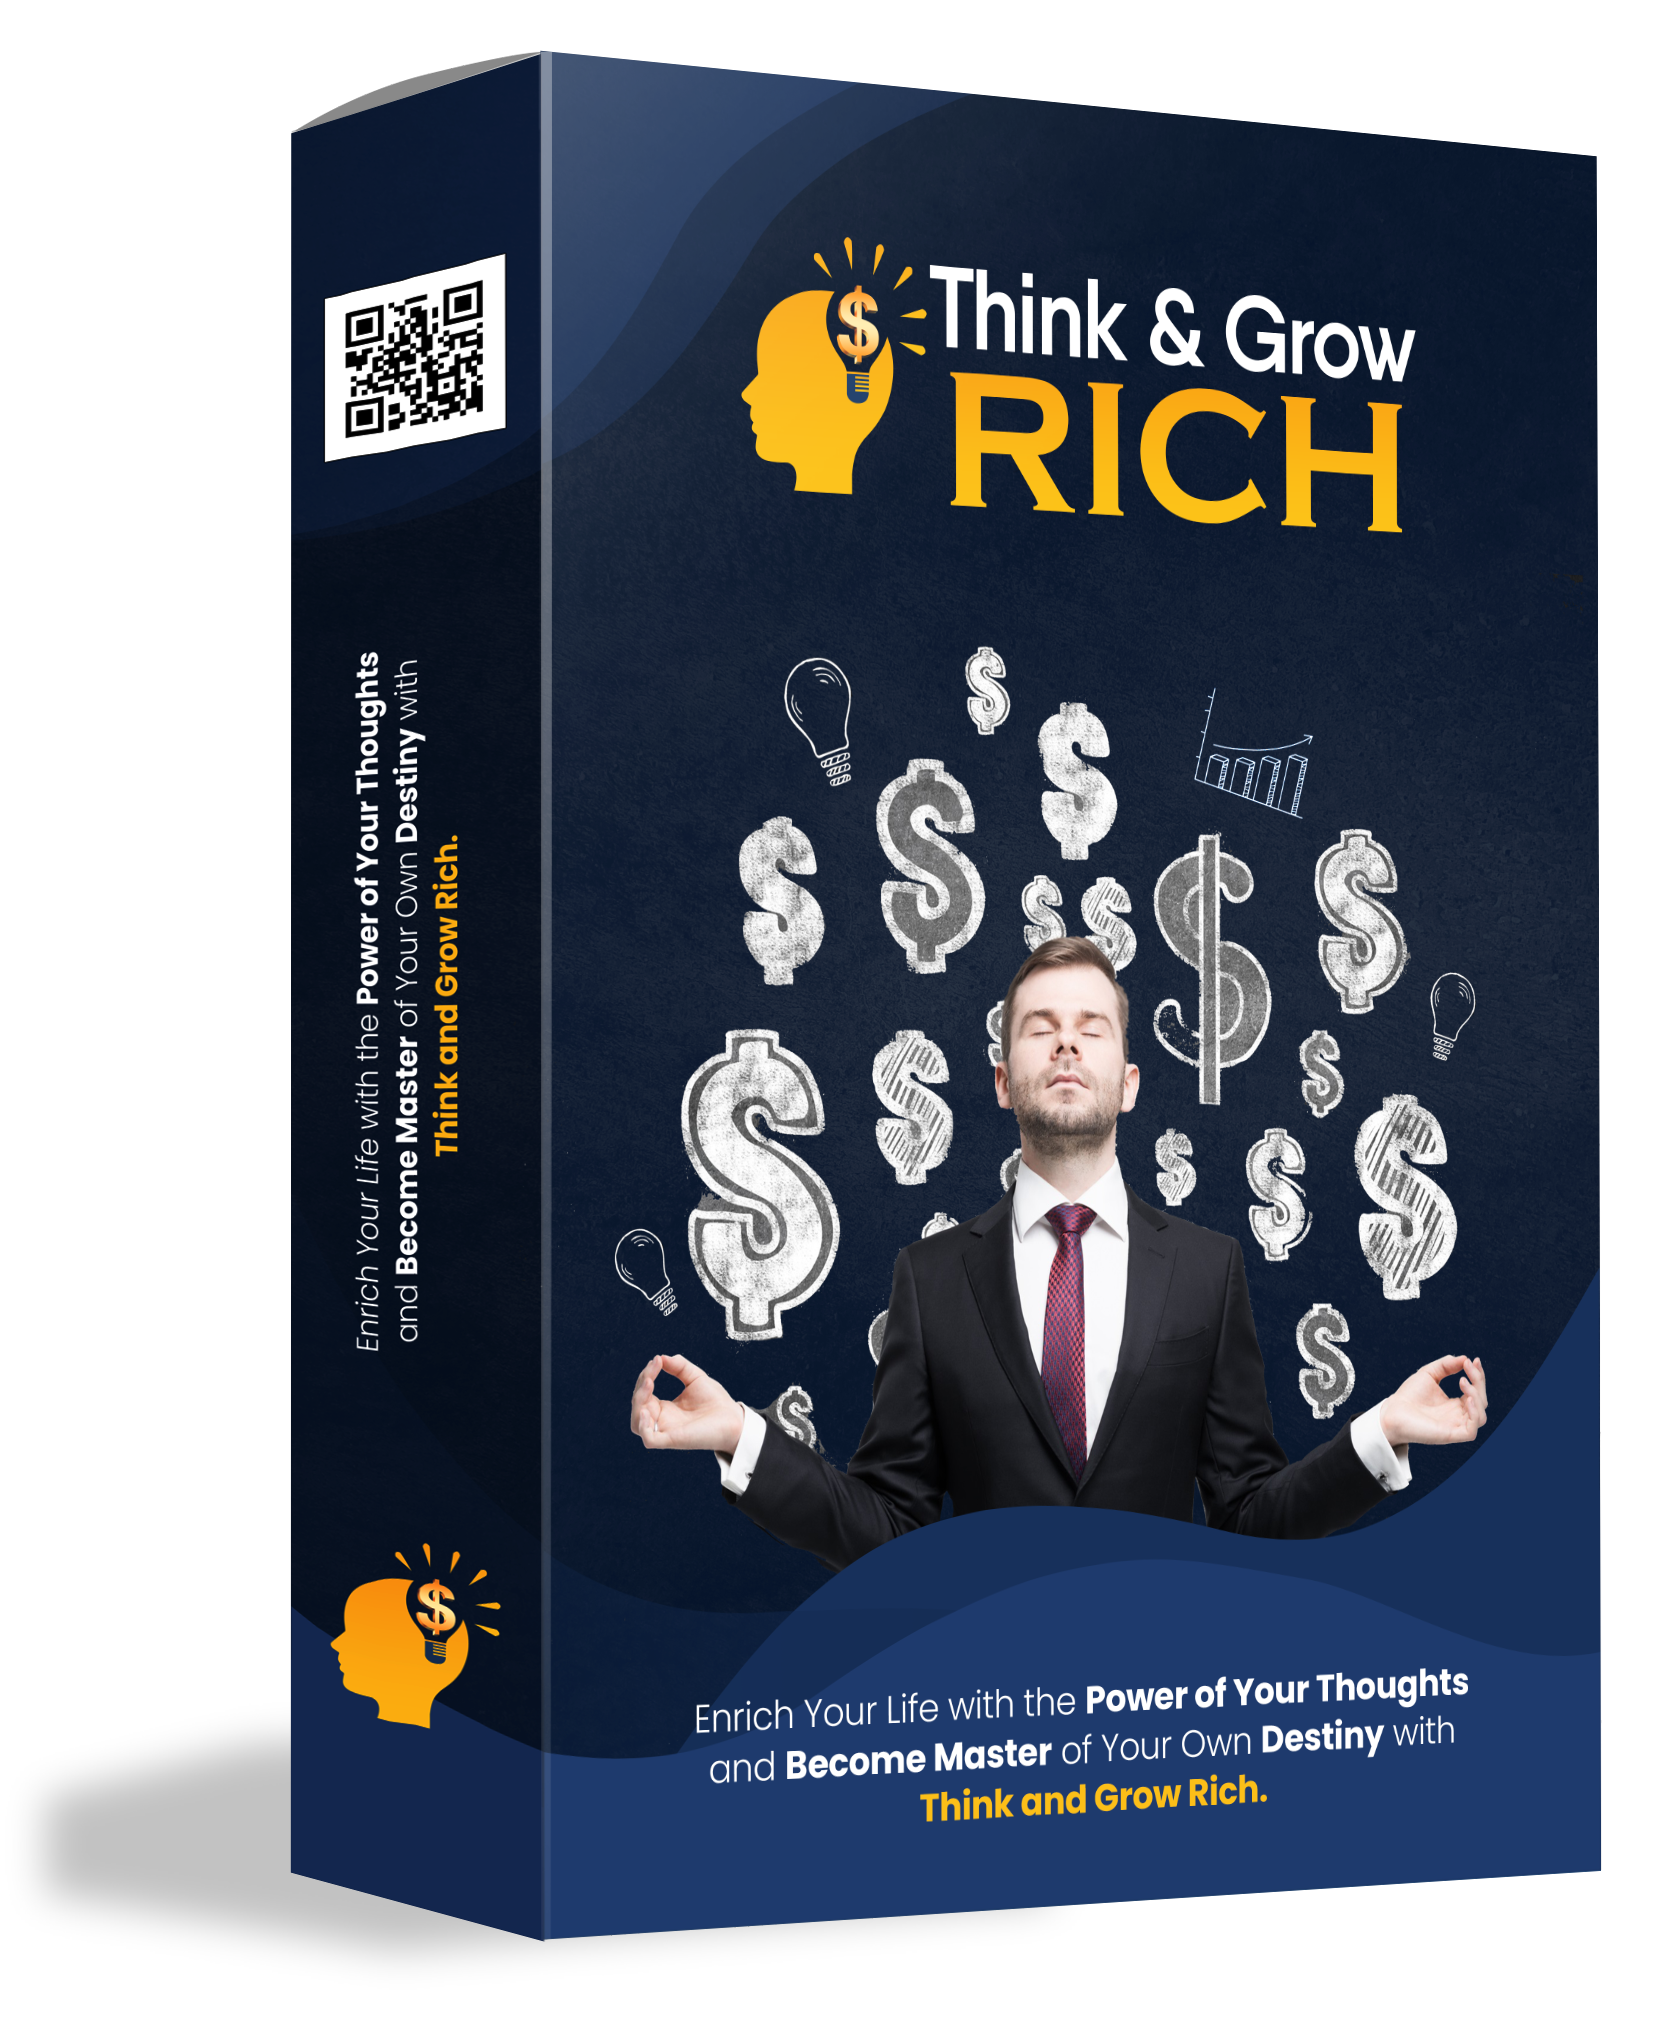 Think & Grow
RICH
Enrich Your Life with the Power of Your Thoughts
and Become Master of Your Own Destiny with
Think and Grow Rich.
Enrich Your Life with the Power of Your Thoughts
and Become Master of Your Own Destiny with
Think and Grow Rich.